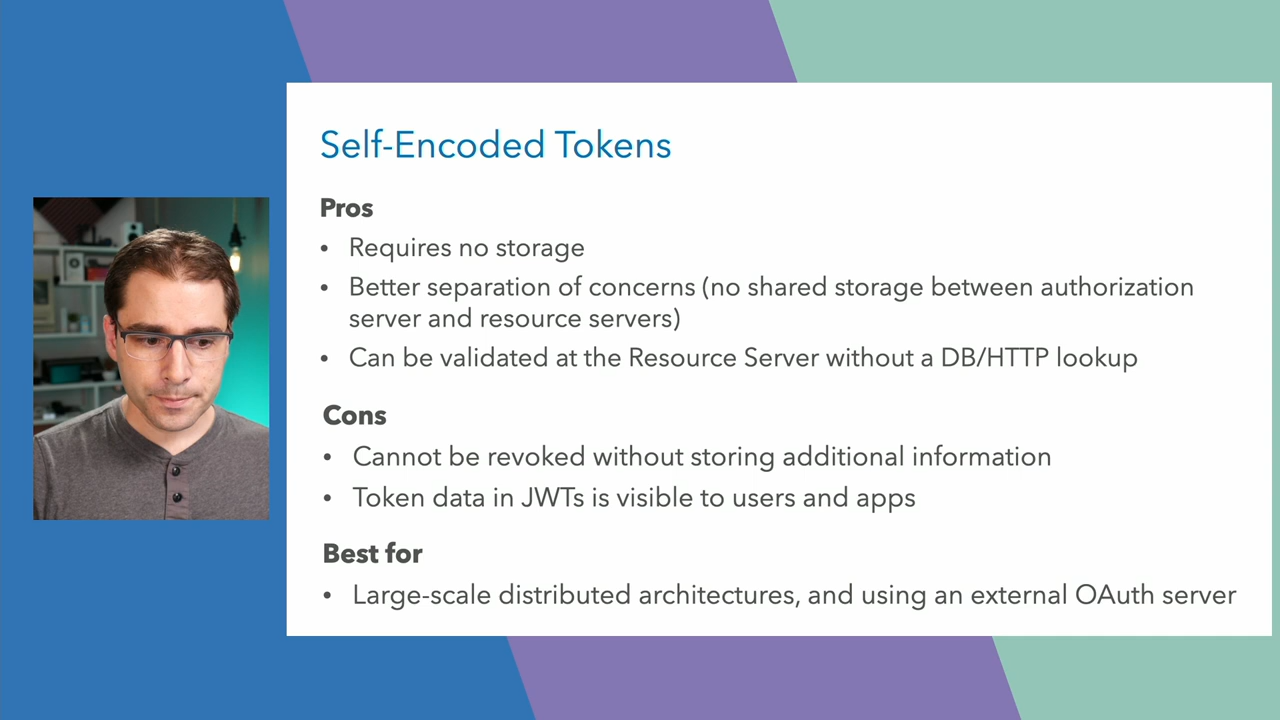 Self-Encoded Tokens
Pros
• Requires no storage
• Better separation of concerns (no shared storage between authorization
server and resource servers)
• Can be validated at the Resource Server without a DB/HTTP lookup
Cons
• Cannot be revoked without storing additional information
• Token data in JWTs is visible to users and apps
Best for
• Large-scale distributed architectures, and using an external OAuth server